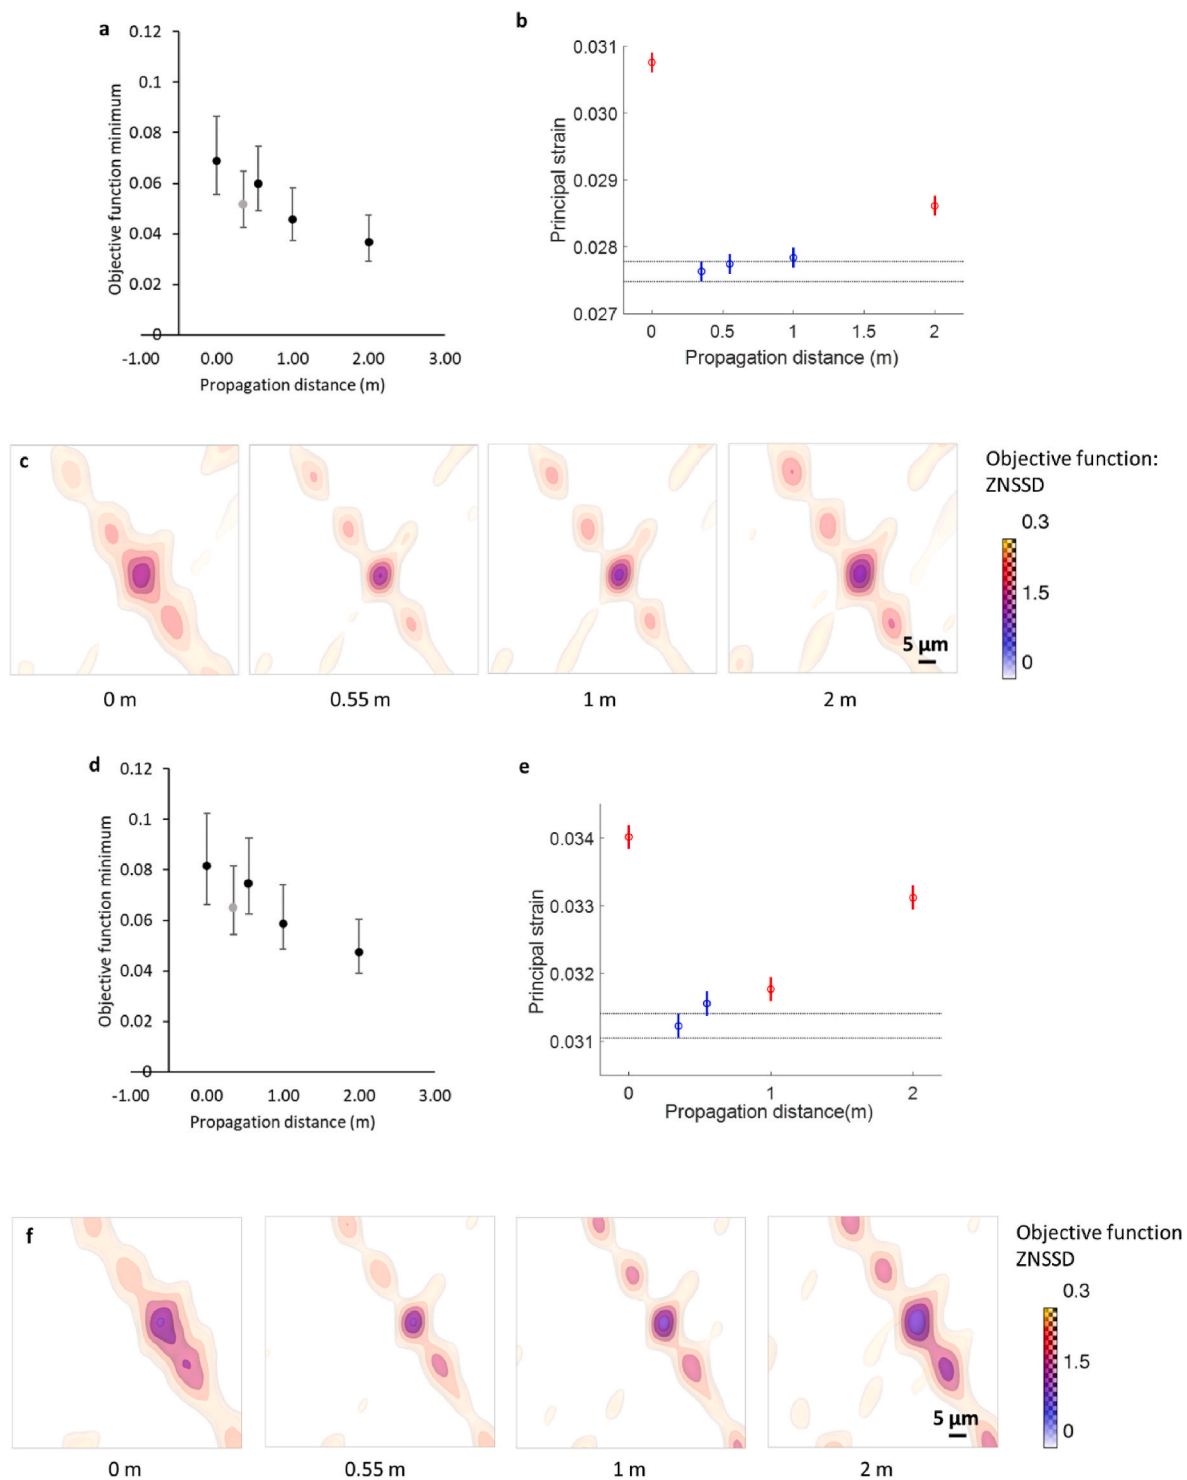 a
0.12
0.1
0.08
0.06
0.04
0.02
0
-1.00 0.00 1.00 2.00 3.00
Objective function minimum
Propagation distance (m)
b
0.031
0.030
0.029
0.028
0.027
0 0.5 1 1.5 2
Principal strain
Propagation distance (m)
c
5 µm
0 m 0.55 m 1 m 2 m
Objective function:
ZNSSD
0.3
1.5
0
d
0.12
0.1
0.08
0.06
0.04
0.02
0
-1.00 0.00 1.00 2.00 3.00
Objective function minimum
Propagation distance (m)
e
0.034
0.033
0.032
0.031
0 1 2
Principal strain
Propagation distance(m)
f
5 µm
0 m 0.55 m 1 m 2 m
Objective function
ZNSSD
0.3
1.5
0